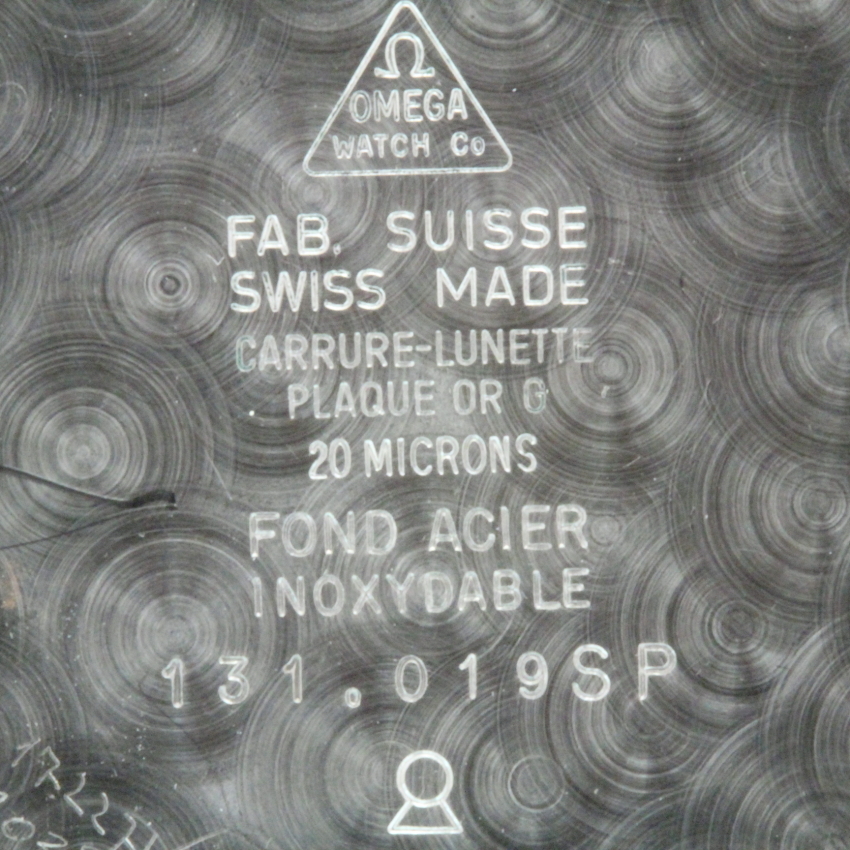 Ω
OMEGA
WATCH Co
FAB. SUISSE
SWISS MADE
CARRURE-LUNETTE
PLAQUE OR G
20 MICRONS
FOND ACIER
INOXYDABLE
131.019SP